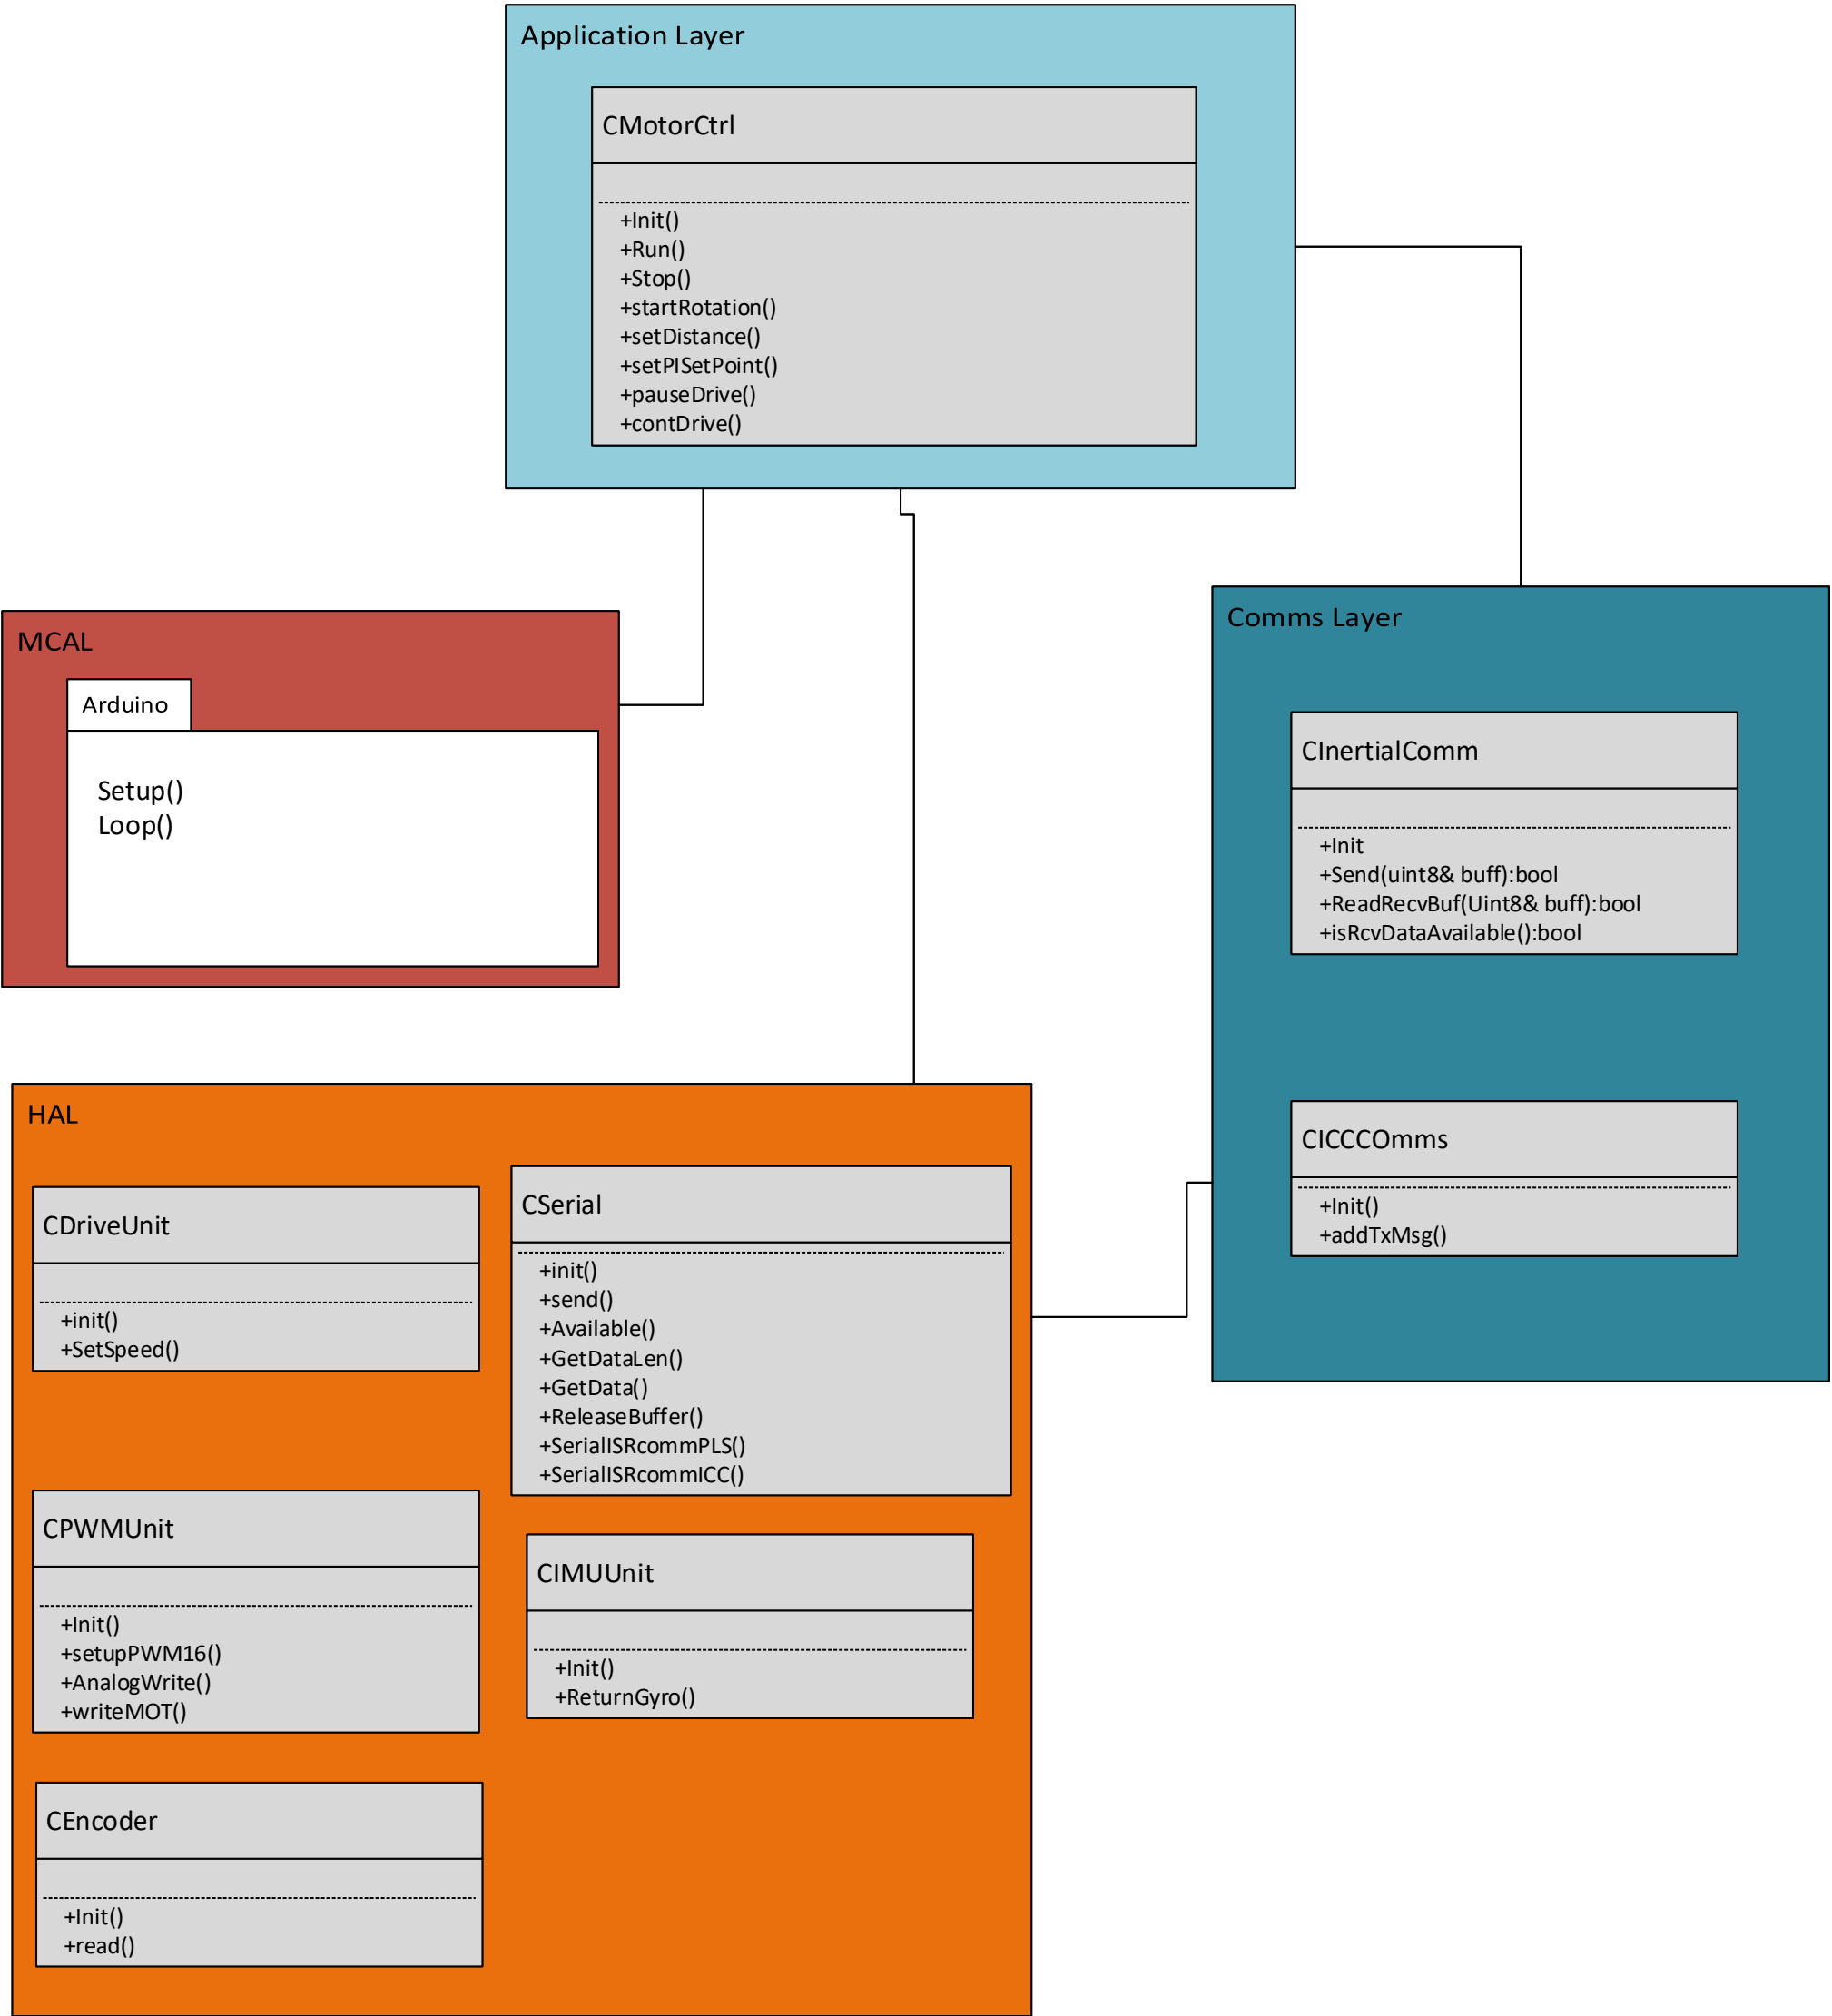 Application Layer
CMotorCtrl
+Init()
+Run()
+Stop()
+startRotation()
+setDistance()
+setPISetPoint()
+pauseDrive()
+contDrive()
MCAL
Arduino
Setup()
Loop()
Comms Layer
CInertialComm
+Init
+Send(uint8& buff):bool
+ReadRecvBuf(Uint8& buff):bool
+isRcvDataAvailable():bool
CICCCOmms
+Init()
+addTxMsg()
HAL
CDriveUnit
+init()
+SetSpeed()
CSerial
+init()
+send()
+Available()
+GetDataLen()
+GetData()
+ReleaseBuffer()
+SerialISRcommPLS()
+SerialISRcommICC()
CPWMUnit
+Init()
+setupPWM16()
+AnalogWrite()
+writeMOT()
CIMUUnit
+Init()
+ReturnGyro()
CEncoder
+Init()
+read()